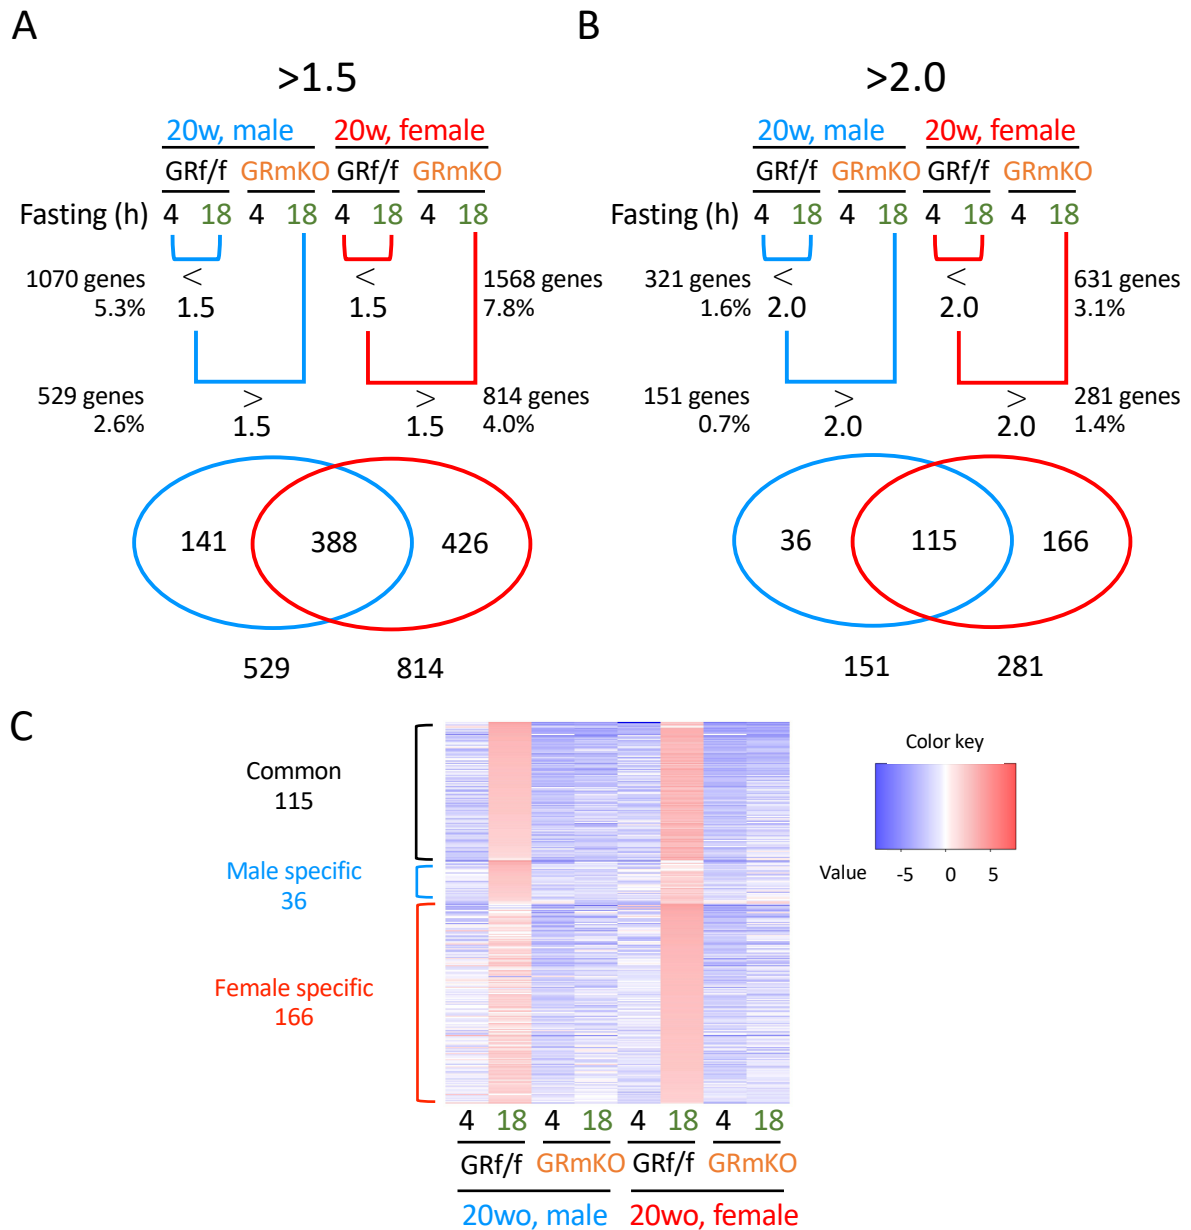 A
>1.5
20w, male 20w, female
GRf/f GRmKO GRf/f GRmKO
Fasting (h) 4 18 4 18 4 18 4 18
1070 genes
5.3%
<
1.5
<
1.5
1568 genes
7.8%
529 genes
2.6%
>
1.5
>
1.5
814 genes
4.0%
141 388 426
529 814
B
>2.0
20w, male 20w, female
GRf/f GRmKO GRf/f GRmKO
Fasting (h) 4 18 4 18 4 18 4 18
321 genes
1.6%
<
2.0
<
2.0
631 genes
3.1%
151 genes
0.7%
>
2.0
>
2.0
281 genes
1.4%
36 115 166
151 281
C
Common
115
Male specific
36
Female specific
166
Color key
Value -5 0 5
4 18 4 18 4 18 4 18
GRf/f GRmKO GRf/f GRmKO
20wo, male 20wo, female